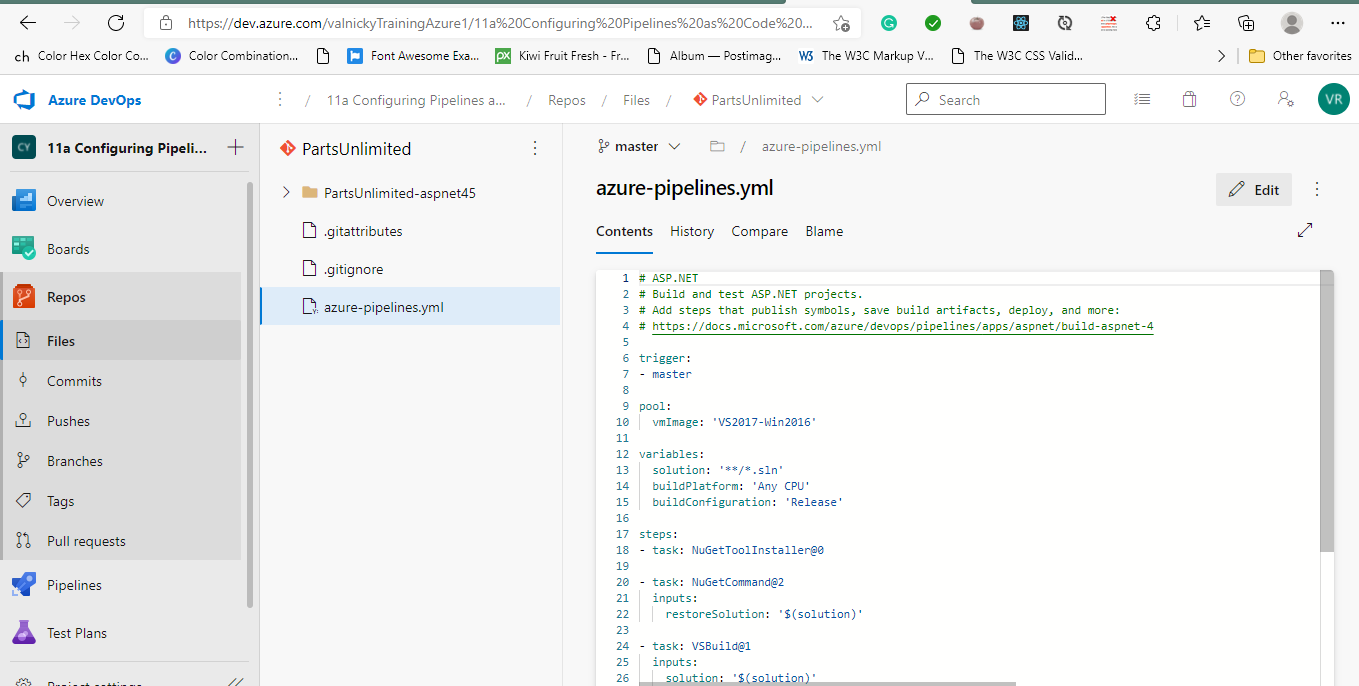 https://dev.azure.com/valnickyTrainingAzure1/11a%20Configuring%20Pipelines%20as%20Code%20...
ch Color Hex Color Co... Color Combination... Font Awesome Exa... Kiwi Fruit Fresh - Fr... Album — Postimag... The W3C Markup V... The W3C CSS Valid... Other favorites
Azure DevOps / 11a Configuring Pipelines a... / Repos / Files / PartsUnlimited Search VR
CY 11a Configuring Pipeli...
Overview
Boards
Repos
Files
Commits
Pushes
Branches
Tags
Pull requests
Pipelines
Test Plans
Project settings
PartsUnlimited
PartsUnlimited-aspnet45
.gitattributes
.gitignore
azure-pipelines.yml
master / azure-pipelines.yml
azure-pipelines.yml
Edit
Contents History Compare Blame
1 # ASP.NET
2 # Build and test ASP.NET projects.
3 # Add steps that publish symbols, save build artifacts, deploy, and more:
4 # https://docs.microsoft.com/azure/devops/pipelines/apps/aspnet/build-aspnet-4
5
6 trigger:
7 - master
8
9 pool:
10 vmImage: 'VS2017-Win2016'
11
12 variables:
13 solution: '**/*.sln'
14 buildPlatform: 'Any CPU'
15 buildConfiguration: 'Release'
16
17 steps:
18 - task: NuGetToolInstaller@0
19
20 - task: NuGetCommand@2
21 inputs:
22 restoreSolution: '$(solution)'
23
24 - task: VSBuild@1
25 inputs:
26 solution: '$(solution)'